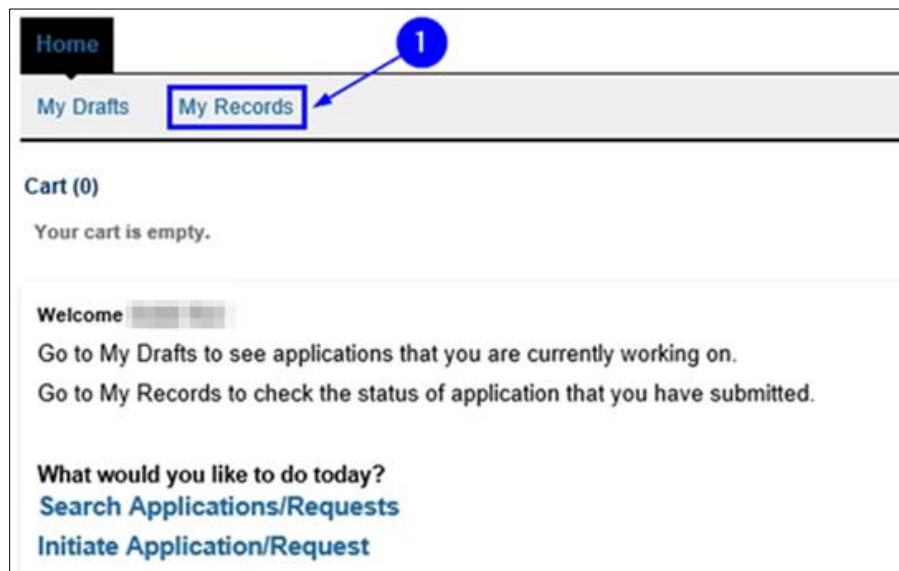 Home
1
My Drafts My Records
Cart (0)
Your cart is empty.
Welcome
Go to My Drafts to see applications that you are currently working on.
Go to My Records to check the status of application that you have submitted.
What would you like to do today?
Search Applications/Requests
Initiate Application/Request